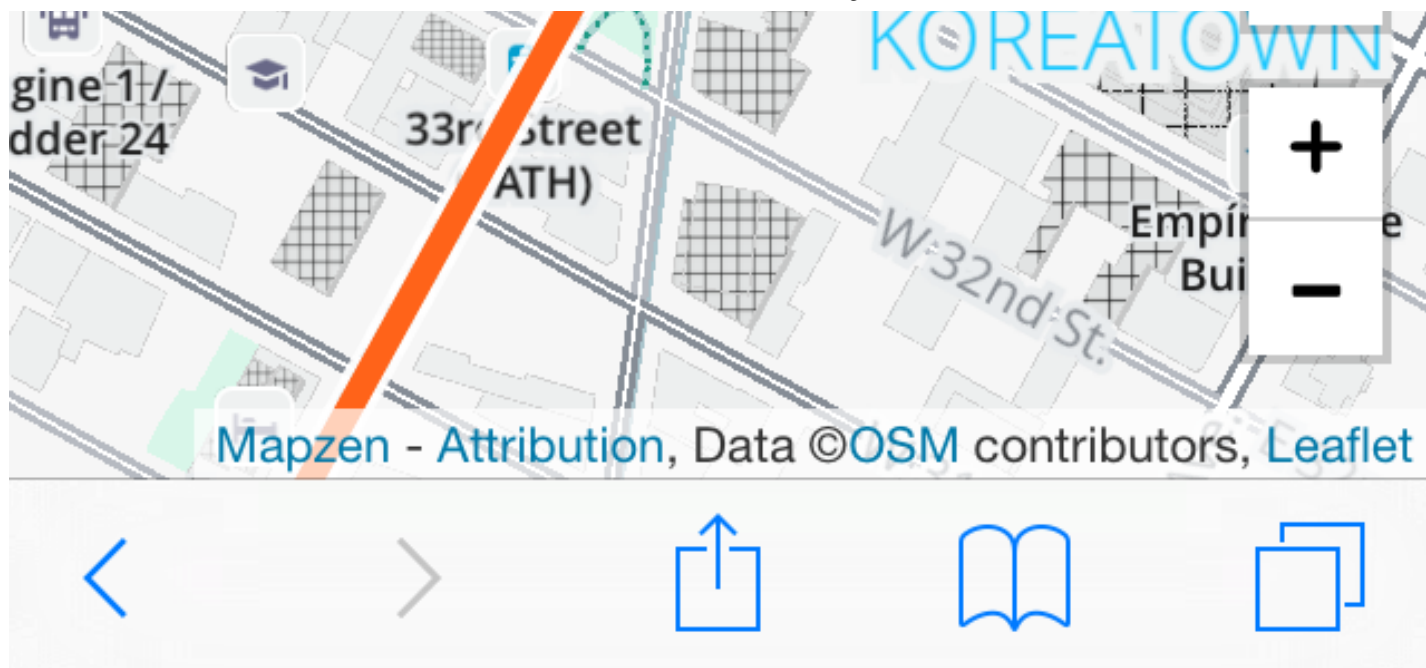 KOREATOWN
gine 1/
dder 24
33r Street
ATH)
W 32nd St.
Empir e
Bui
+
−
Mapzen - Attribution, Data ©OSM contributors, Leaflet